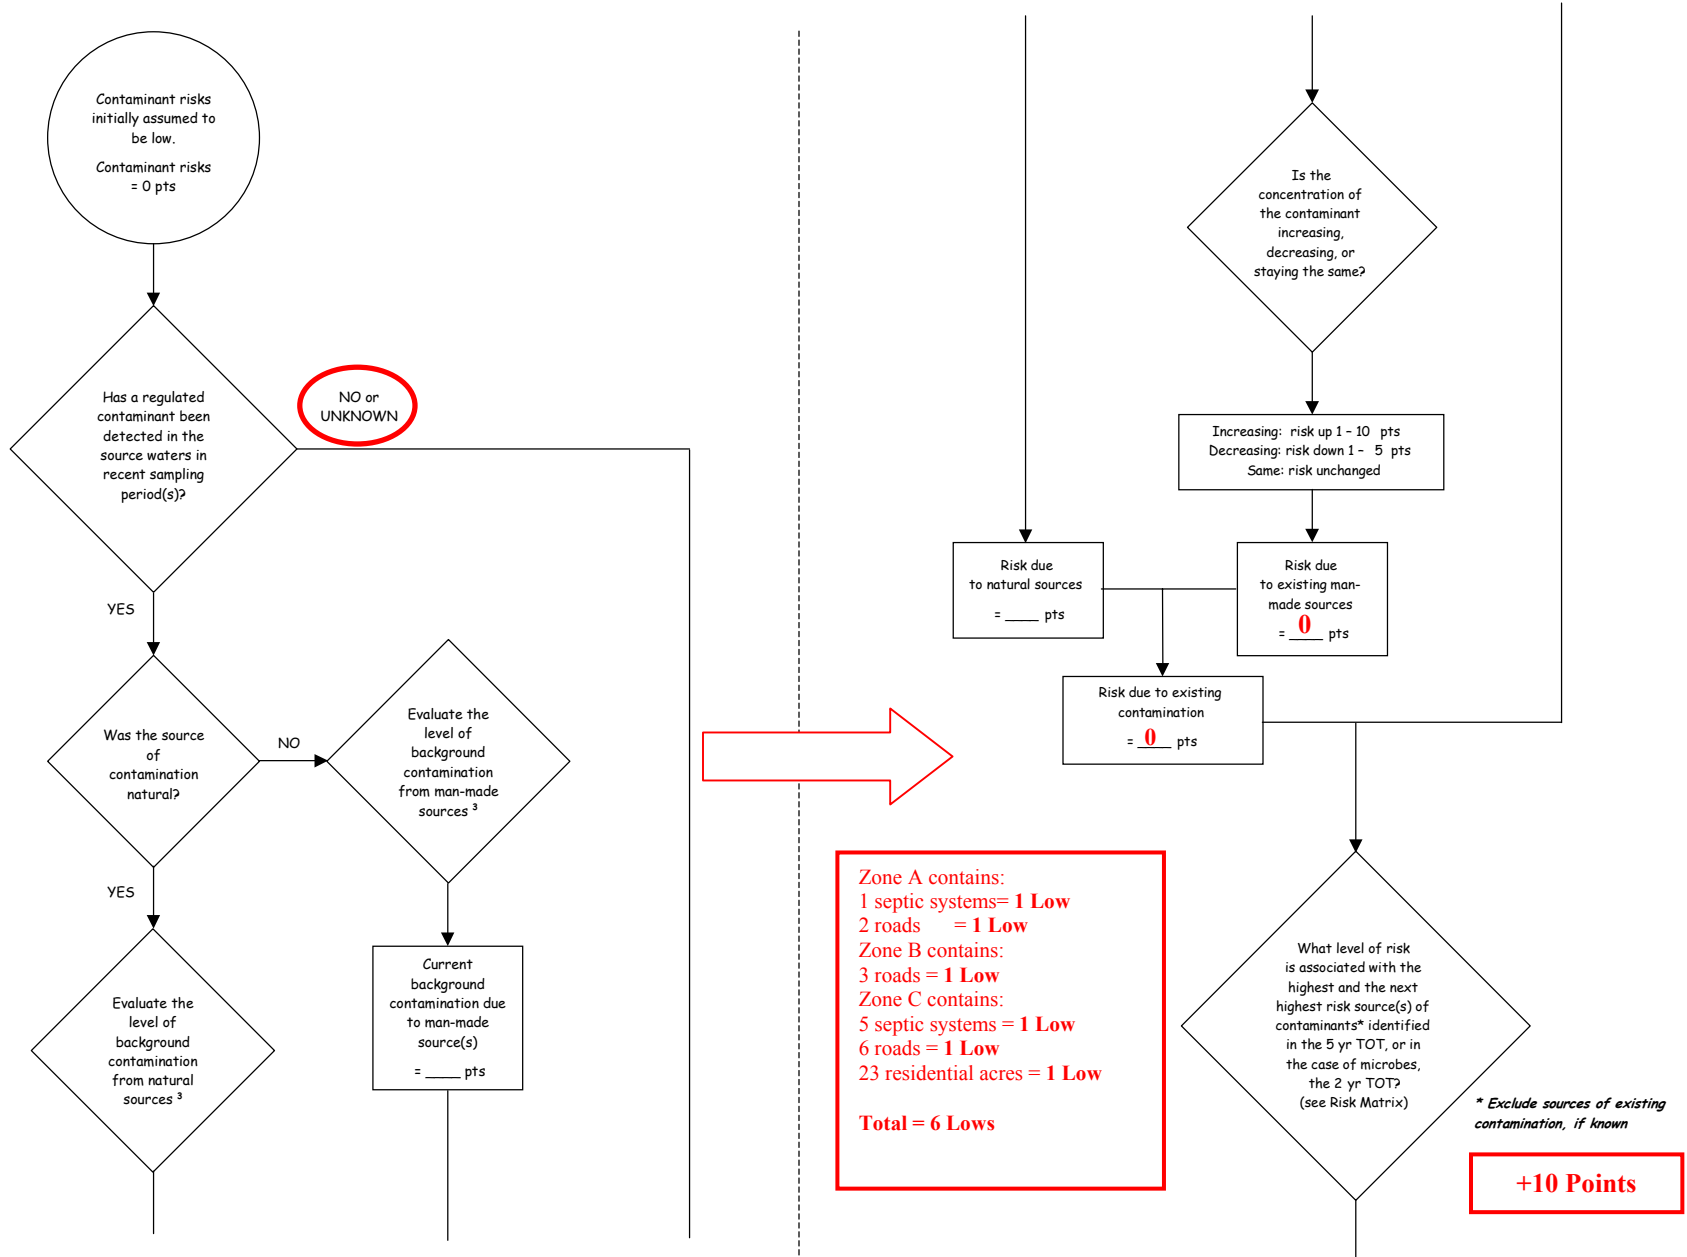 Contaminant risks
initially assumed to
be low.
Contaminant risks
= 0 pts
Has a regulated
contaminant been
detected in the
source waters in
recent sampling
period(s)?
NO or
UNKNOWN
YES
Was the source
of
contamination
natural?
NO
Evaluate the
level of
background
contamination
from man-made
sources ³
YES
Evaluate the
level of
background
contamination
from natural
sources ³
Current
background
contamination due
to man-made
source(s)
= ____ pts
Is the
concentration of
the contaminant
increasing,
decreasing, or
staying the same?
Increasing: risk up 1 – 10 pts
Decreasing: risk down 1 – 5 pts
Same: risk unchanged
Risk due
to natural sources
= ____ pts
Risk due
to existing man-
made sources
= 0 pts
Risk due to existing
contamination
= 0 pts
Zone A contains:
1 septic systems= 1 Low
2 roads = 1 Low
Zone B contains:
3 roads = 1 Low
Zone C contains:
5 septic systems = 1 Low
6 roads = 1 Low
23 residential acres = 1 Low
Total = 6 Lows
What level of risk
is associated with the
highest and the next
highest risk source(s) of
contaminants* identified
in the 5 yr TOT, or in
the case of microbes,
the 2 yr TOT?
(see Risk Matrix)
* Exclude sources of existing
contamination, if known
+10 Points